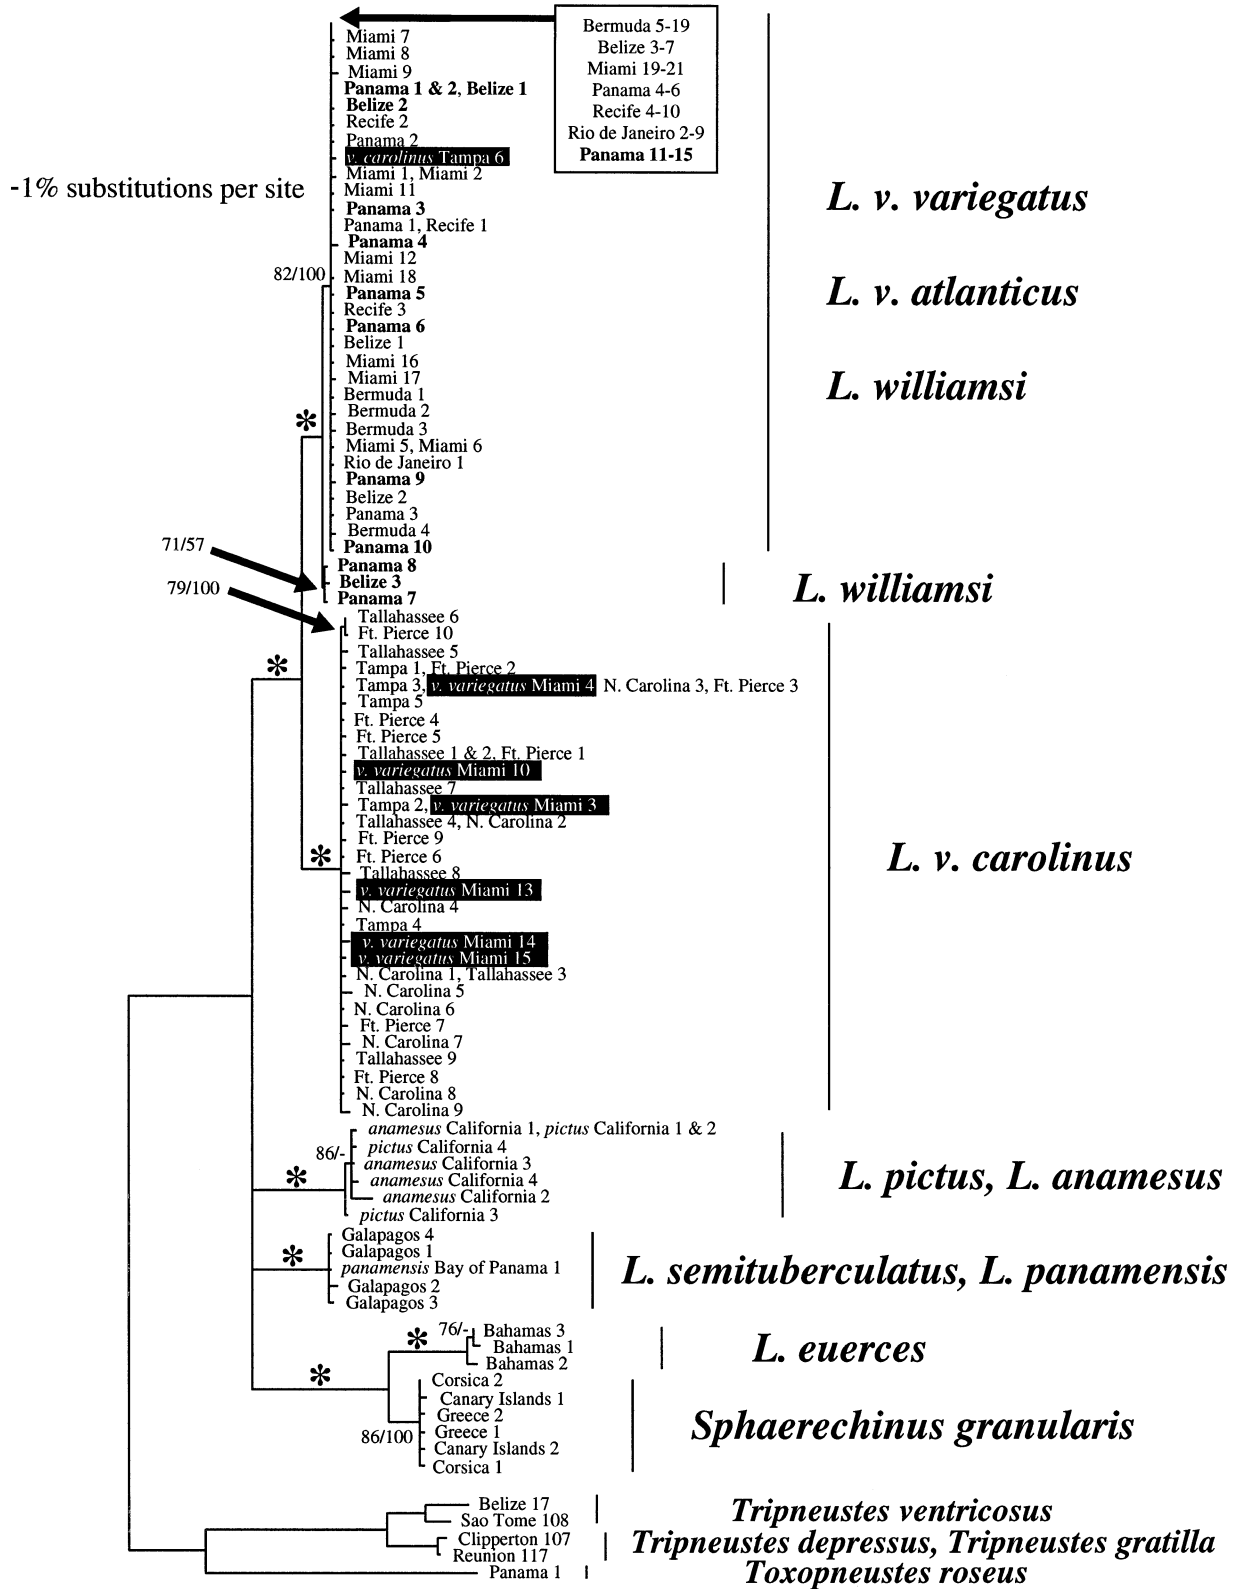 Bermuda 5-19
Belize 3-7
Miami 19-21
Panama 4-6
Recife 4-10
Rio de Janeiro 2-9
Panama 11-15
Miami 7
Miami 8
Miami 9
Panama 1 & 2, Belize 1
Belize 2
Recife 2
Panama 2
v. carolinus Tampa 6
Miami 1, Miami 2
-1% substitutions per site
Miami 11
L. v. variegatus
Panama 3
Panama 1, Recife 1
Panama 4
Miami 12
82/100
Miami 18
Panama 5
L. v. atlanticus
Recife 3
Panama 6
Belize 1
Miami 16
Miami 17
L. williamsi
Bermuda 1
Bermuda 2
*
Bermuda 3
Miami 5, Miami 6
Rio de Janeiro 1
Panama 9
Belize 2
Panama 3
Bermuda 4
71/57
Panama 10
Panama 8
Belize 3
79/100
L. williamsi
Panama 7
Tallahassee 6
Ft. Pierce 10
Tallahassee 5
*
Tampa 1, Ft. Pierce 2
Tampa 3, v. variegatus Miami 4 N. Carolina 3, Ft. Pierce 3
Tampa 5
Ft. Pierce 4
Ft. Pierce 5
Tallahassee 1 & 2, Ft. Pierce 1
v. variegatus Miami 10
Tallahassee 7
Tampa 2, v. variegatus Miami 3
Tallahassee 4, N. Carolina 2
Ft. Pierce 9
*
Ft. Pierce 6
L. v. carolinus
Tallahassee 8
v. variegatus Miami 13
N. Carolina 4
Tampa 4
v. variegatus Miami 14
v. variegatus Miami 15
N. Carolina 1, Tallahassee 3
N. Carolina 5
N. Carolina 6
Ft. Pierce 7
N. Carolina 7
Tallahassee 9
Ft. Pierce 8
N. Carolina 8
N. Carolina 9
anamesus California 1, pictus California 1 & 2
pictus California 4
86/-
anamesus California 3
*
anamesus California 4
L. pictus, L. anamesus
anamesus California 2
pictus California 3
Galapagos 4
*
Galapagos 1
panamensis Bay of Panama 1
L. semituberculatus, L. panamensis
Galapagos 2
Galapagos 3
*
76/-
Bahamas 3
Bahamas 1
L. euerces
Bahamas 2
*
Corsica 2
Canary Islands 1
Greece 2
Sphaerechinus granularis
Greece 1
86/100
Canary Islands 2
Corsica 1
Belize 17
Tripneustes ventricosus
Sao Tome 108
Clipperton 107
Tripneustes depressus, Tripneustes gratilla
Reunion 117
Panama 1
Toxopneustes roseus